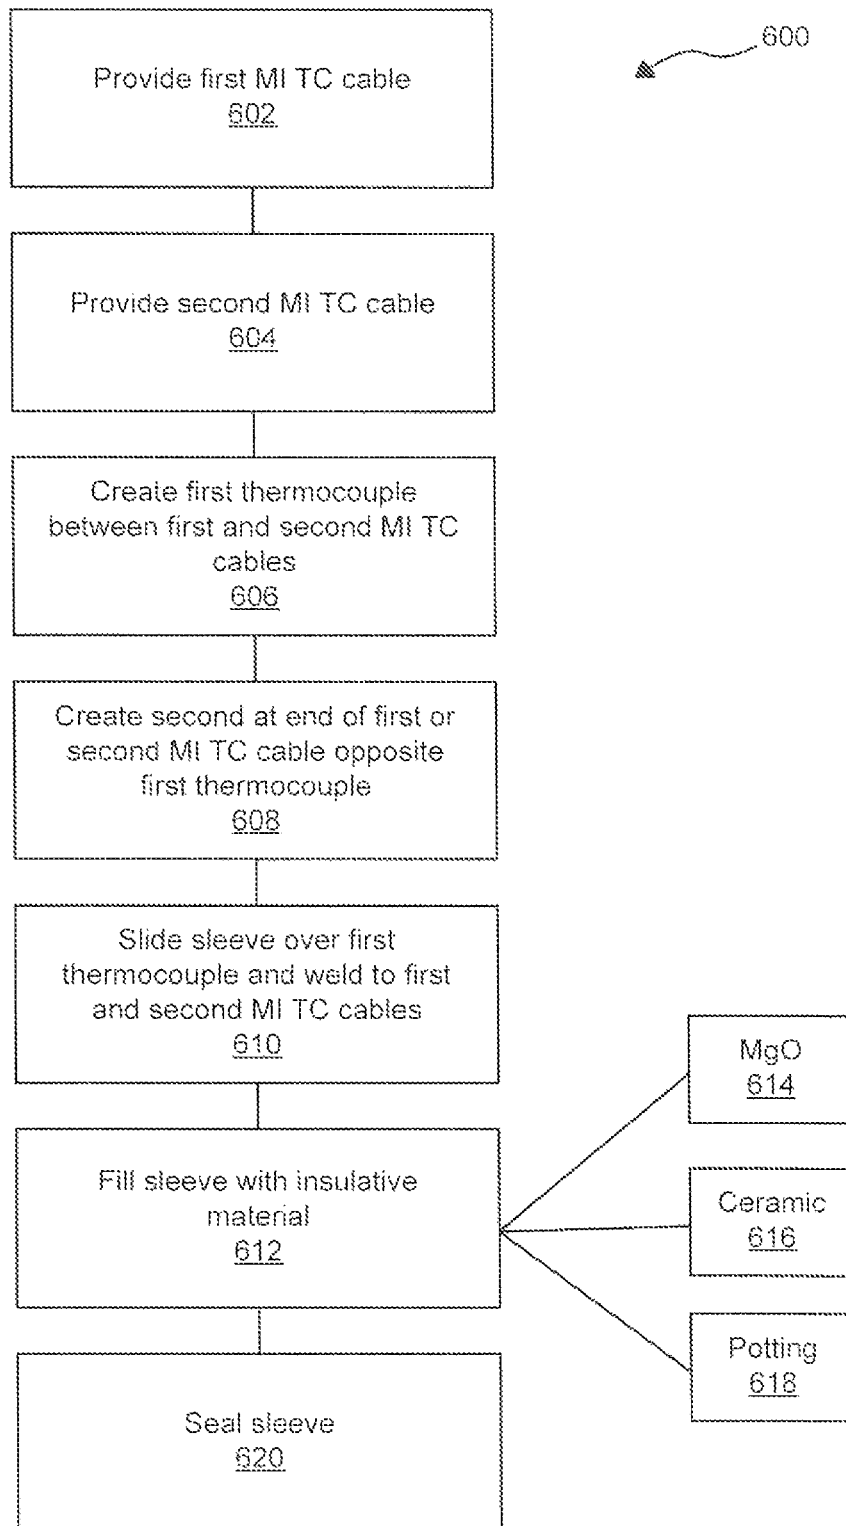 600
Provide first MI TC cable
602
Provide second MI TC cable
604
Create first thermocouple
between first and second MI TC
cables
606
Create second at end of first or
second MI TC cable opposite
first thermocouple
608
Slide sleeve over first
thermocouple and weld to first
and second MI TC cables
610
Fill sleeve with insulative
material
612
MgO
614
Ceramic
616
Potting
618
Seal sleeve
620